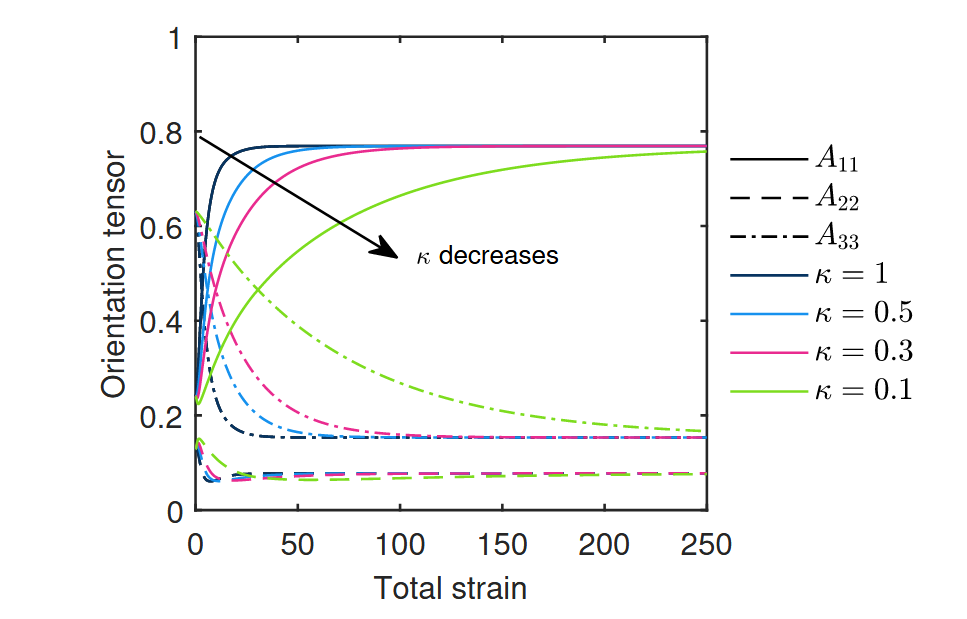 1
0.8
0.6
0.4
0.2
0
Orientation tensor
0 50 100 150 200 250
Total strain
κ decreases
A₁₁
A₂₂
A₃₃
κ = 1
κ = 0.5
κ = 0.3
κ = 0.1